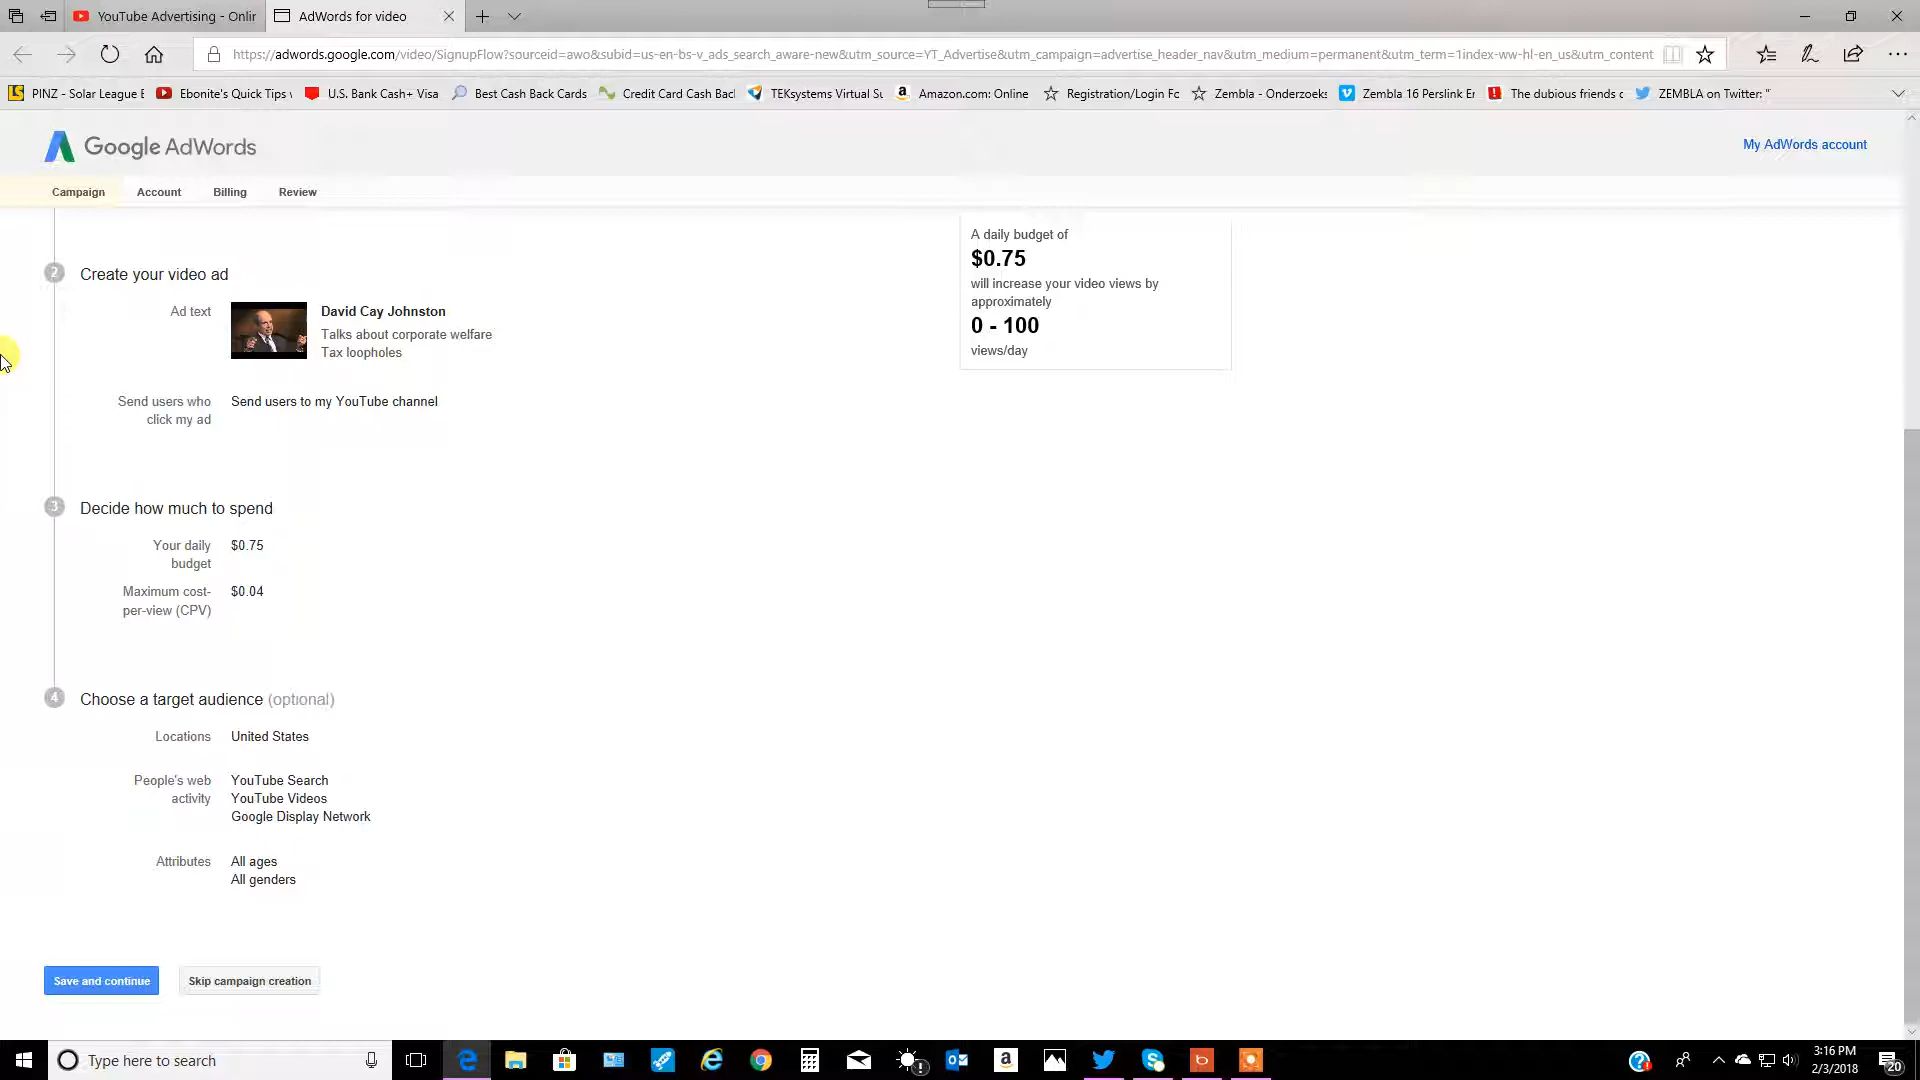 YouTube Advertising - Onlir
AdWords for video
https://adwords.google.com/video/SignupFlow?sourceid=awo&subid=us-en-bs-v_ads_search_aware-new&utm_source=YT_Advertise&utm_campaign=advertise_header_nav&utm_medium=permanent&utm_term=1index-ww-hl-en_us&utm_content
PINZ - Solar League E
Ebonite's Quick Tips v
U.S. Bank Cash+ Visa
Best Cash Back Cards
Credit Card Cash Bac
TEKsystems Virtual Su
Amazon.com: Online
Registration/Login Fc
Zembla - Onderzoeks
Zembla 16 Perslink Er
The dubious friends c
ZEMBLA on Twitter: "
Google AdWords
My AdWords account
Campaign
Account
Billing
Review
A daily budget of
$0.75
will increase your video views by
approximately
0 - 100
views/day
2
Create your video ad
Ad text
David Cay Johnston
Talks about corporate welfare
Tax loopholes
Send users who
click my ad
Send users to my YouTube channel
3
Decide how much to spend
Your daily
budget
$0.75
Maximum cost-
per-view (CPV)
$0.04
4
Choose a target audience (optional)
Locations
United States
People's web
activity
YouTube Search
YouTube Videos
Google Display Network
Attributes
All ages
All genders
Save and continue
Skip campaign creation
Type here to search
3:16 PM
2/3/2018
20